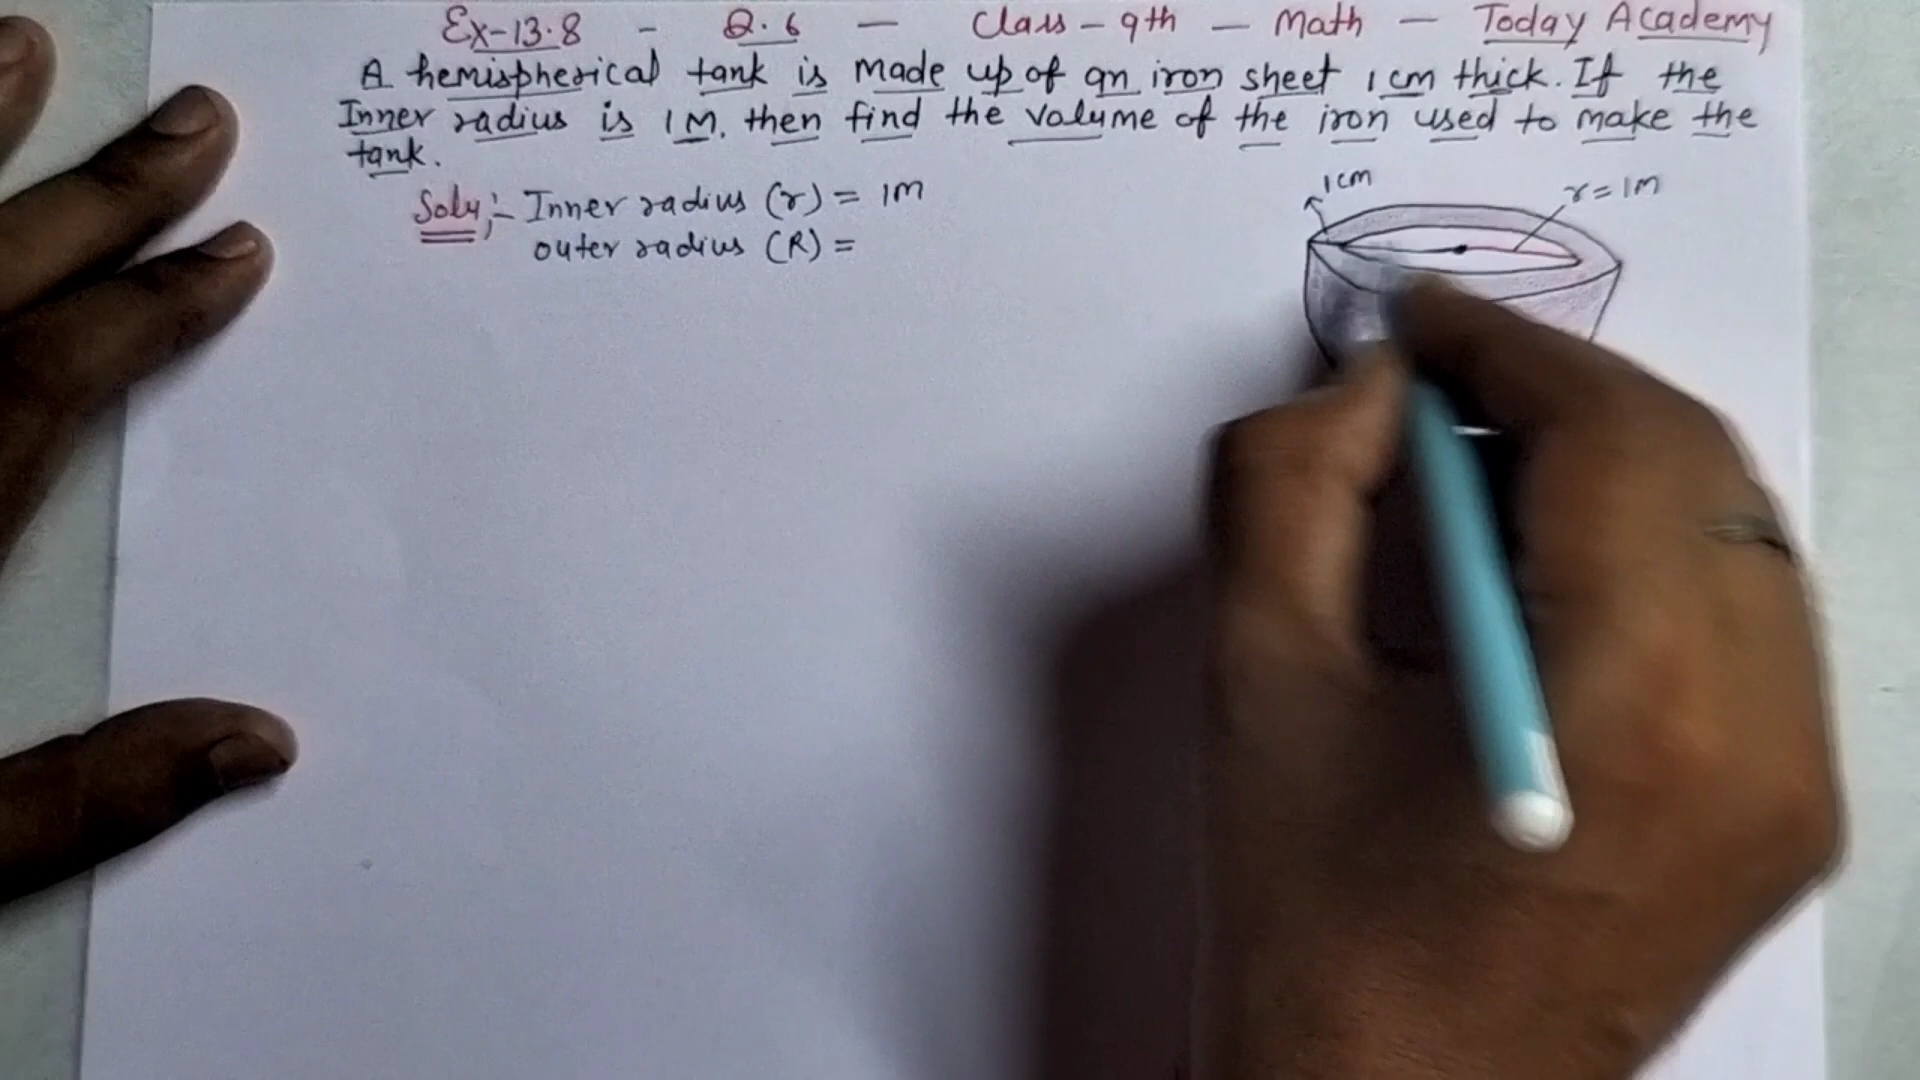 Ex-13.8 - Q.6 - Class - 9th - Math - Today Academy
A hemispherical tank is made up of an iron sheet 1cm thick. If the
Inner radius is 1M, then find the volume of the iron used to make the
tank.
Solu;- Inner radius (r) = 1M
outer radius (R) =
1cm
r = 1M